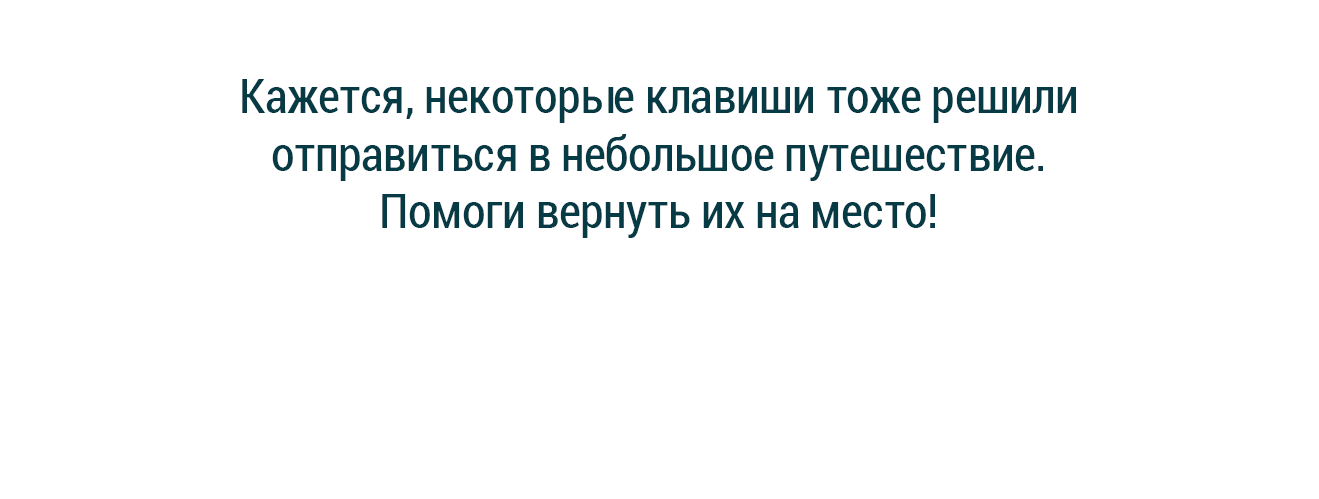 Кажется, некоторые клавиши тоже решили
отправиться в небольшое путешествие.
Помоги вернуть их на место!